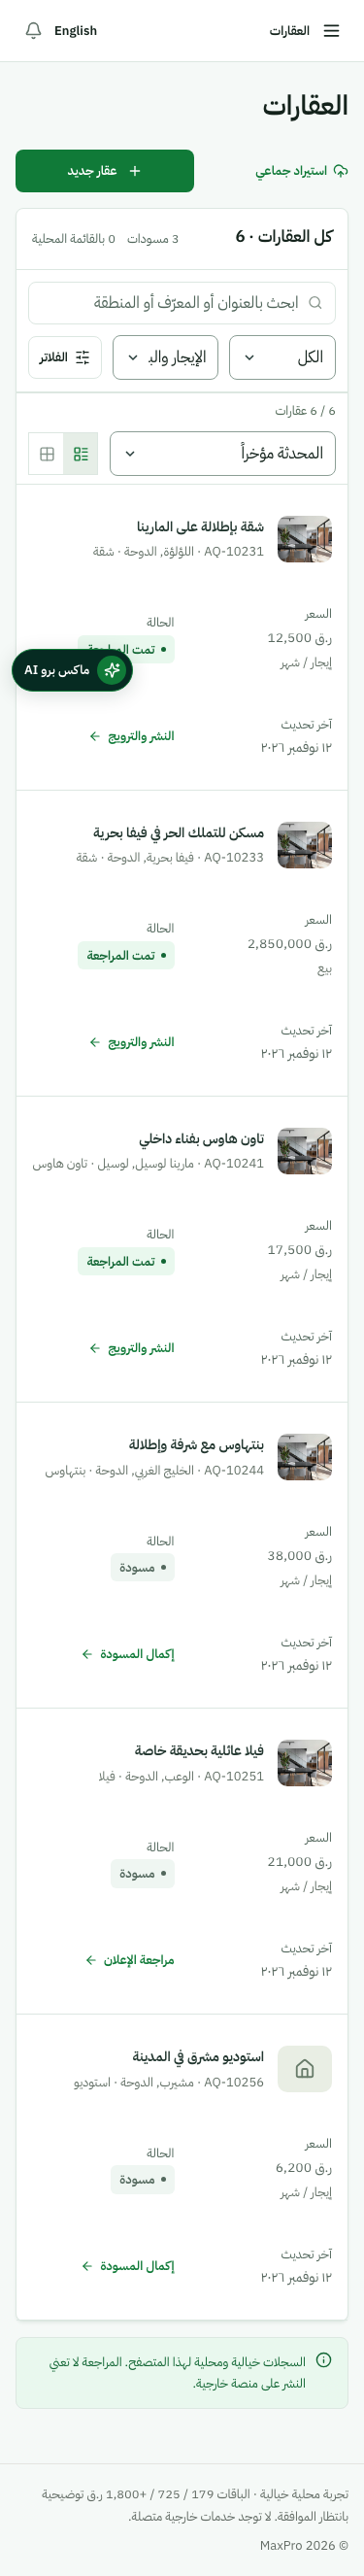 العقارات
English
العقارات
استيراد جماعي
عقار جديد
كل العقارات · 6
3 مسودات 0 بالقائمة المحلية
ابحث بالعنوان أو المعرّف أو المنطقة
الكل
الإيجار والبـ
الفلاتر
6 / 6 عقارات
المحدثة مؤخراً
شقة بإطلالة على المارينا
AQ-10231 · اللؤلؤة, الدوحة · شقة
السعر
ر.ق 12,500
إيجار / شهر
الحالة
ماكس برو AI
آخر تحديث
١٢ نوفمبر ٢٠٢٦
النشر والترويج
مسكن للتملك الحر في فيفا بحرية
AQ-10233 · فيفا بحرية, الدوحة · شقة
السعر
ر.ق 2,850,000
بيع
الحالة
تمت المراجعة
آخر تحديث
١٢ نوفمبر ٢٠٢٦
النشر والترويج
تاون هاوس بفناء داخلي
AQ-10241 · مارينا لوسيل, لوسيل · تاون هاوس
السعر
ر.ق 17,500
إيجار / شهر
الحالة
تمت المراجعة
آخر تحديث
١٢ نوفمبر ٢٠٢٦
النشر والترويج
بنتهاوس مع شرفة وإطلالة
AQ-10244 · الخليج الغربي, الدوحة · بنتهاوس
السعر
ر.ق 38,000
إيجار / شهر
الحالة
مسودة
آخر تحديث
١٢ نوفمبر ٢٠٢٦
إكمال المسودة
فيلا عائلية بحديقة خاصة
AQ-10251 · الوعب, الدوحة · فيلا
السعر
ر.ق 21,000
إيجار / شهر
الحالة
مسودة
آخر تحديث
١٢ نوفمبر ٢٠٢٦
مراجعة الإعلان
استوديو مشرق في المدينة
AQ-10256 · مشيرب, الدوحة · استوديو
السعر
ر.ق 6,200
إيجار / شهر
الحالة
مسودة
آخر تحديث
١٢ نوفمبر ٢٠٢٦
إكمال المسودة
السجلات خيالية ومحلية لهذا المتصفح. المراجعة لا تعني
النشر على منصة خارجية.
تجربة محلية خيالية · الباقات 179 / 725 / +1,800 ر.ق توضيحية
بانتظار الموافقة. لا توجد خدمات خارجية متصلة.
© 2026 MaxPro